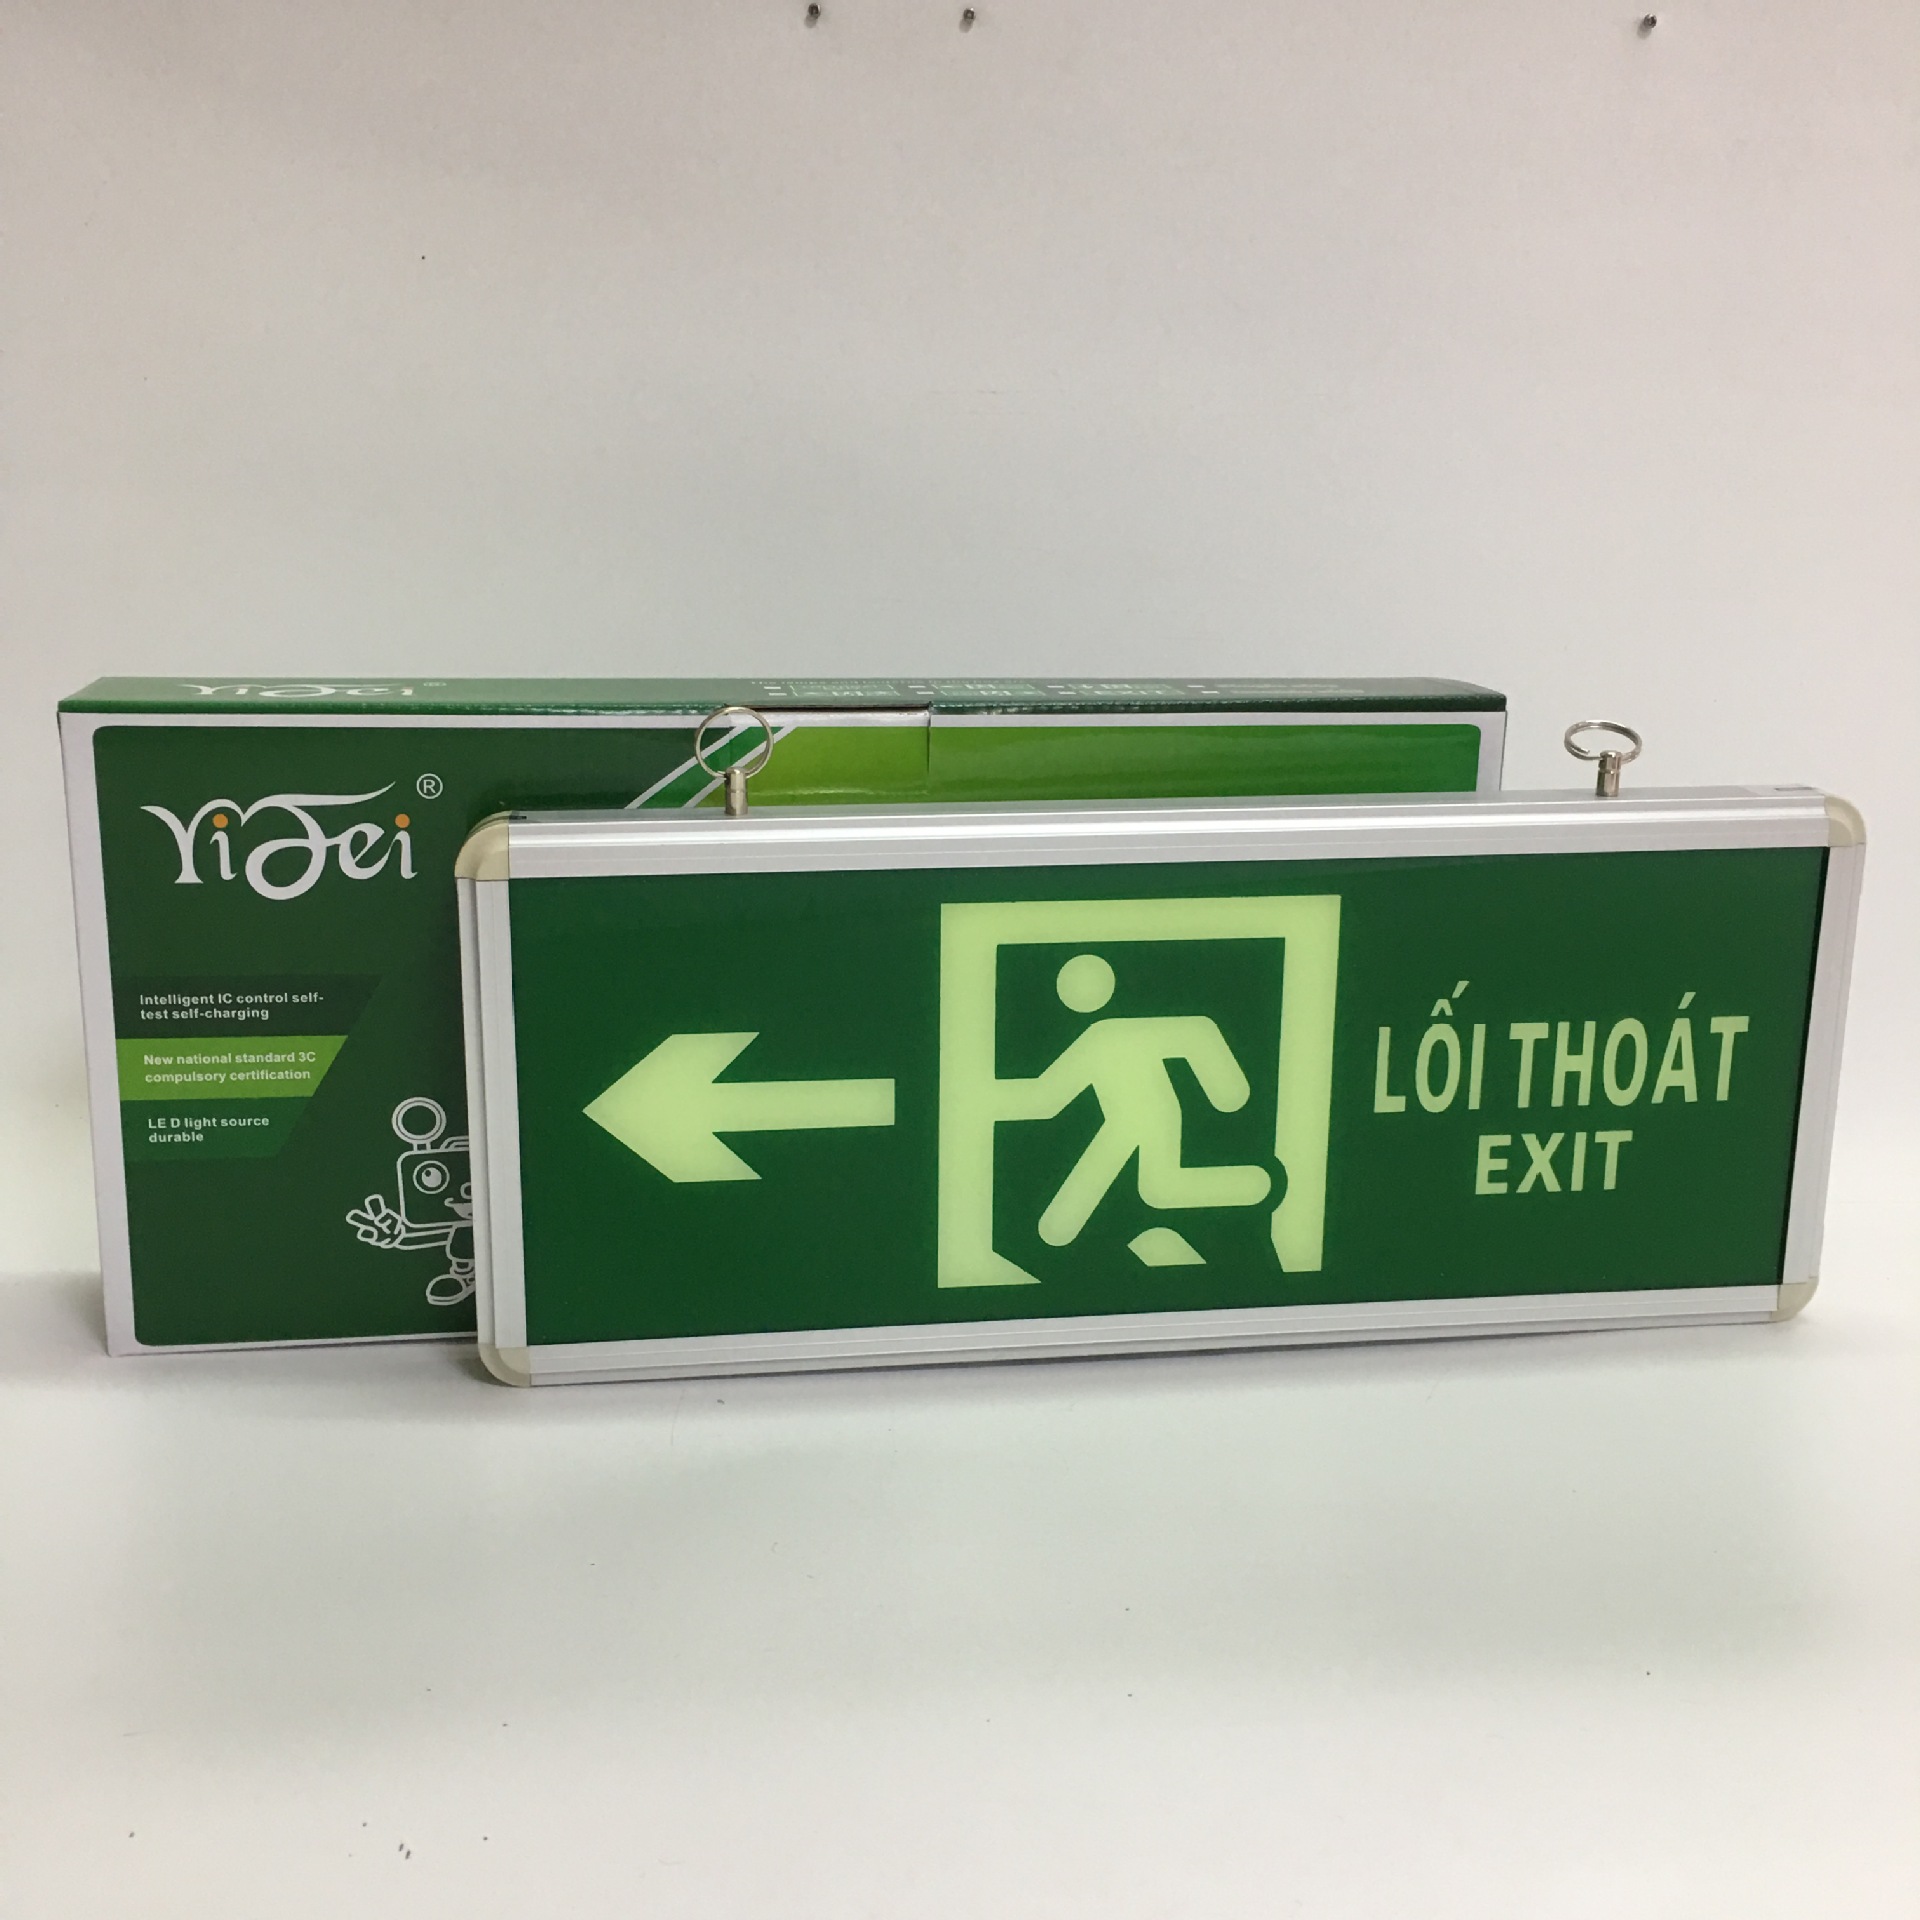 YiFei ®
Intelligent IC control self-
test self-charging
New national standard 3C
compulsory certification
LE D light source
durable
LỐI THOÁT
EXIT